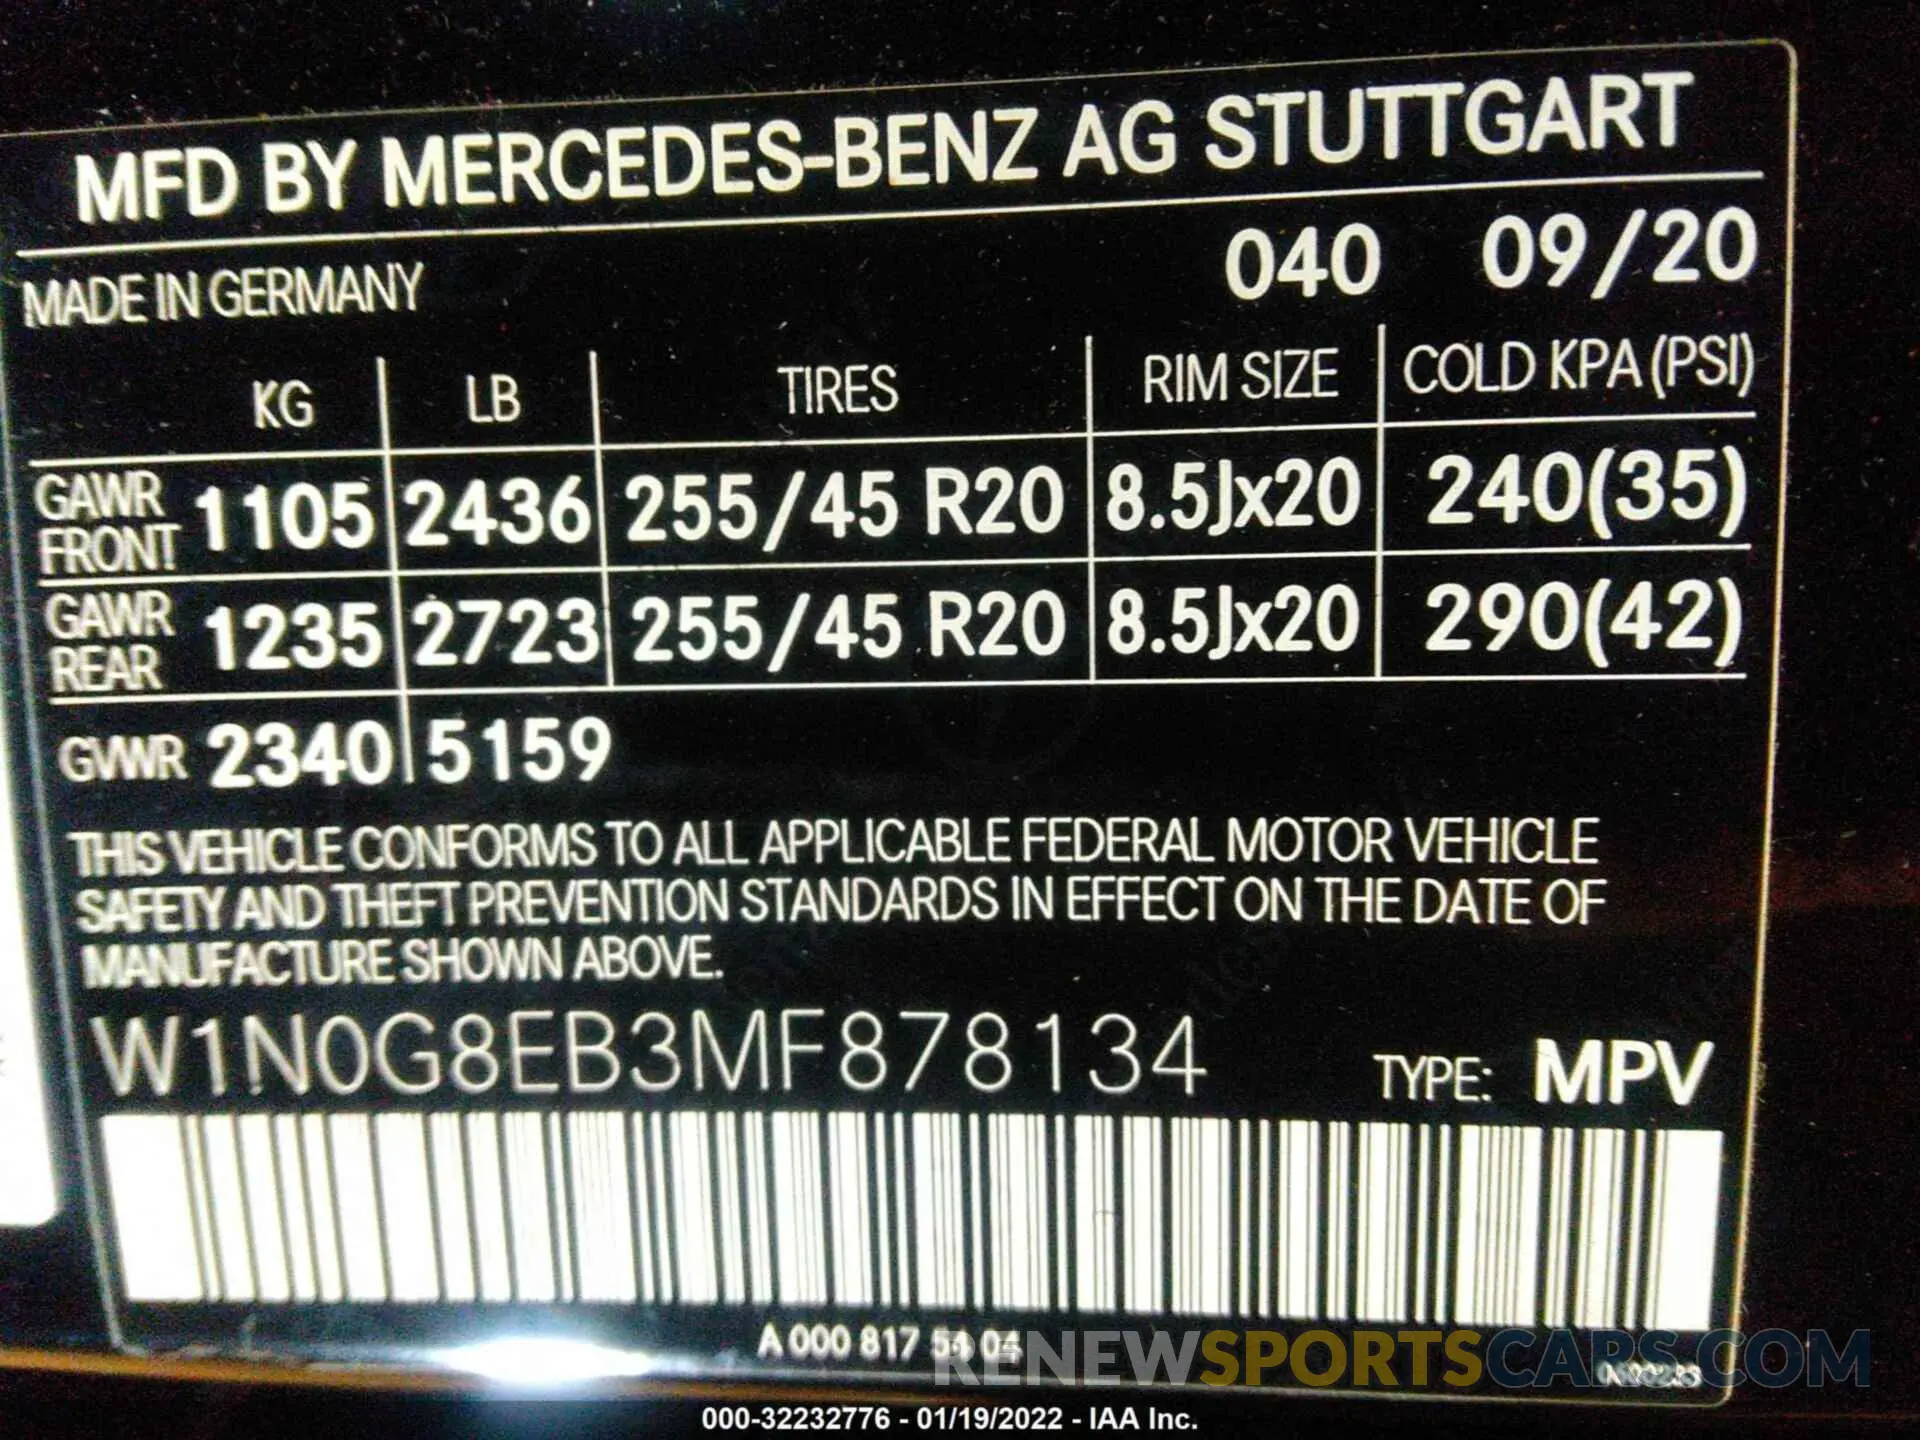 MFD BY MERCEDES-BENZ AG STUTTGART
040 09/20
MADE IN GERMANY
KG LB TIRES RIM SIZE COLD KPA (PSI)
GAWR FRONT 1105 2436 255/45 R20 8.5Jx20 240(35)
GAWR REAR 1235 2723 255/45 R20 8.5Jx20 290(42)
GVWR 2340 5159
THIS VEHICLE CONFORMS TO ALL APPLICABLE FEDERAL MOTOR VEHICLE
SAFETY AND THEFT PREVENTION STANDARDS IN EFFECT ON THE DATE OF
MANUFACTURE SHOWN ABOVE.
W1N0G8EB3MF878134 TYPE: MPV
A 000 817 54 04
RENEWSPORTSCARS.COM
000-32232776 - 01/19/2022 - IAA Inc.